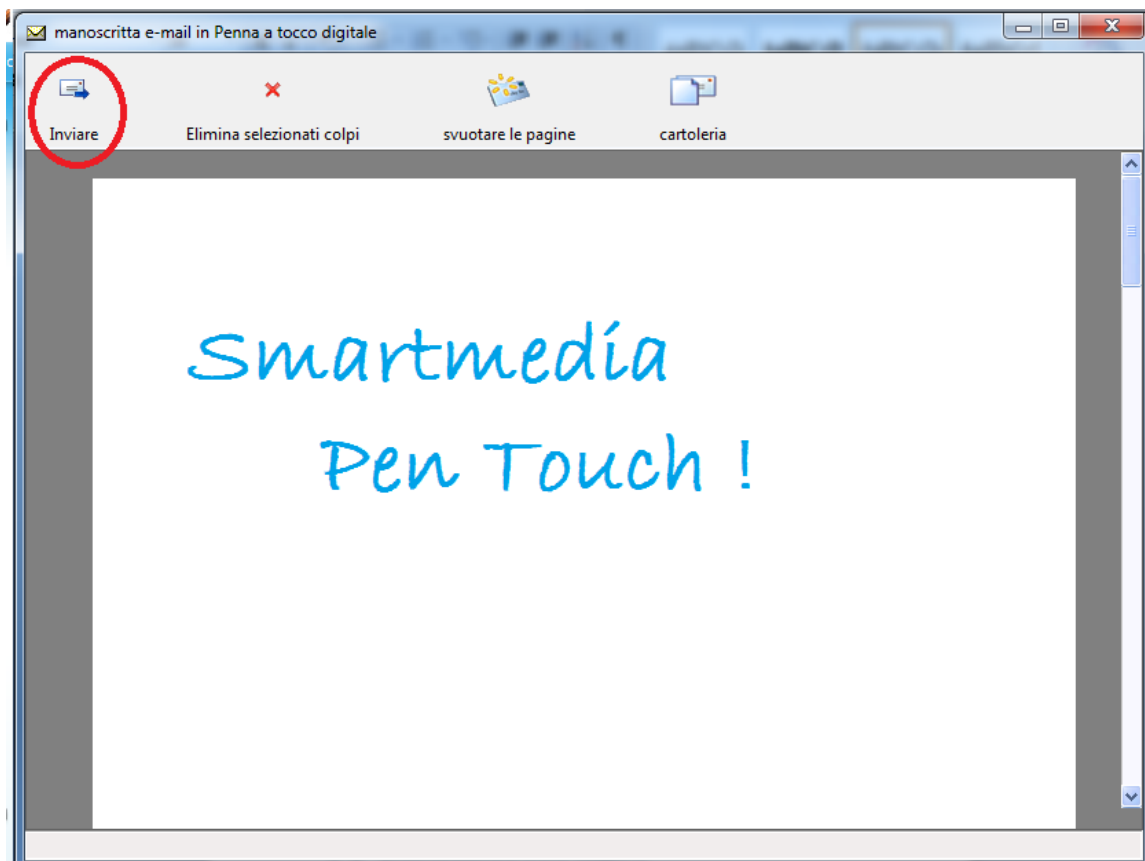 manoscritta e-mail in Penna a tocco digitale
Inviare Elimina selezionati colpi svuotare le pagine cartoleria
Smartmedia
Pen Touch !